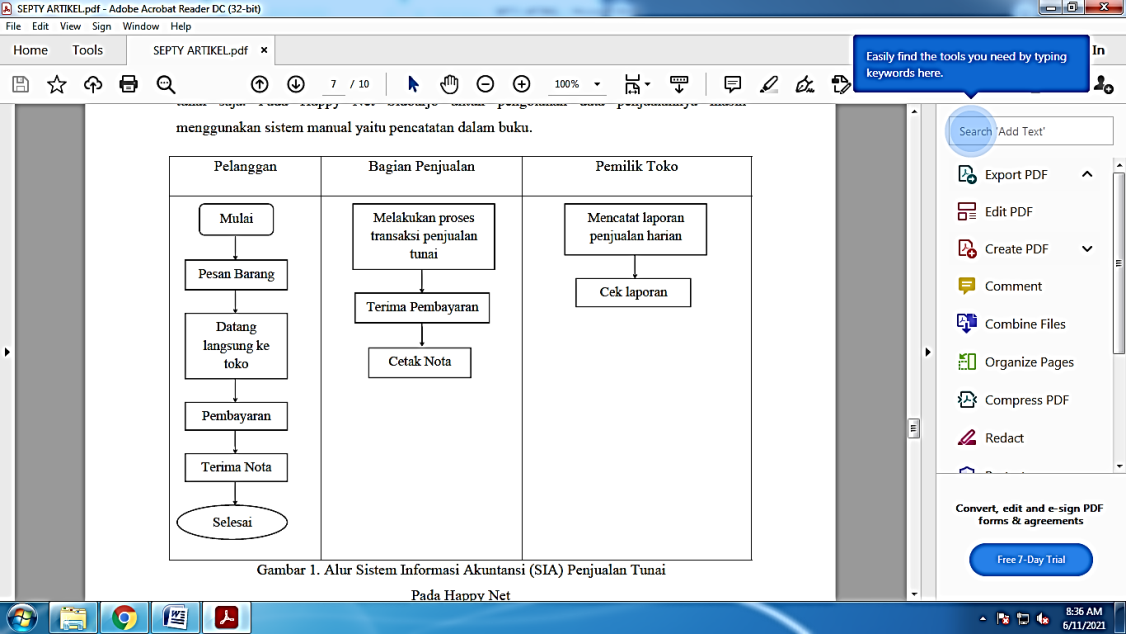 SEPTY ARTIKEL.pdf - Adobe Acrobat Reader DC (32-bit)
File Edit View Sign Window Help
Home Tools SEPTY ARTIKEL.pdf × In
7 / 10 100%
Easily find the tools you need by typing
keywords here.
menggunakan sistem manual yaitu pencatatan dalam buku.
Pelanggan Bagian Penjualan Pemilik Toko
Mulai
Pesan Barang
Datang
langsung ke
toko
Pembayaran
Terima Nota
Selesai
Melakukan proses
transaksi penjualan
tunai
Terima Pembayaran
Cetak Nota
Mencatat laporan
penjualan harian
Cek laporan
Gambar 1. Alur Sistem Informasi Akuntansi (SIA) Penjualan Tunai
Pada Happy Net
Search 'Add Text'
Export PDF
Edit PDF
Create PDF
Comment
Combine Files
Organize Pages
Compress PDF
Redact
Convert, edit and e-sign PDF
forms & agreements
Free 7-Day Trial
8:36 AM
6/11/2021